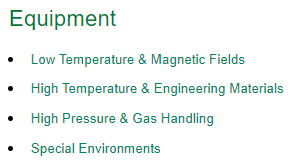 Equipment
Low Temperature & Magnetic Fields
High Temperature & Engineering Materials
High Pressure & Gas Handling
Special Environments